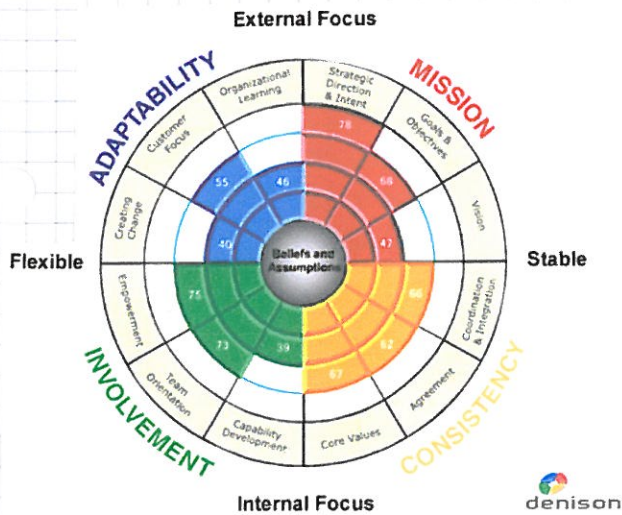 External Focus
ADAPTABILITY
MISSION
Organizational
Learning
Strategic
Direction
& Intent
Customer
Focus
Goals &
Objectives
Creating
Change
Vision
78
55
46
68
40
47
Flexible
Beliefs and
Assumptions
Stable
Empowerment
75
66
Coordination
& Integration
73
39
67
62
Team
Orientation
Agreement
Capability
Development
Core Values
INVOLVEMENT
CONSISTENCY
Internal Focus
denison